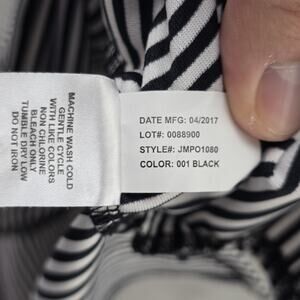 MACHINE WASH COLD
GENTLE CYCLE
WITH LIKE COLORS
NON CHLORINE
BLEACH ONLY
TUMBLE DRY LOW
DO NOT IRON
DATE MFG: 04/2017
LOT#: 0088900
STYLE#: JMPO1080
COLOR: 001 BLACK